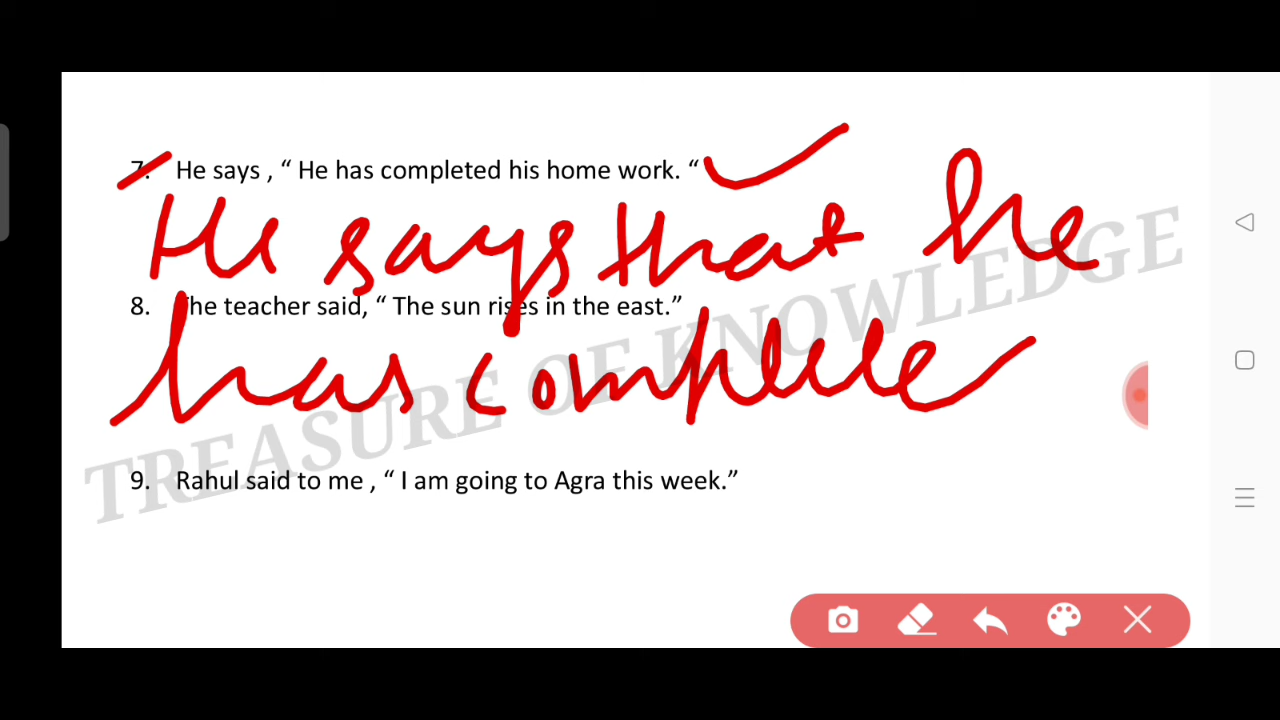 7. He says , “ He has completed his home work. “
He says that he
8. The teacher said, “ The sun rises in the east.”
has complete
TREASURE OF KNOWLEDGE
9. Rahul said to me , “ I am going to Agra this week.”